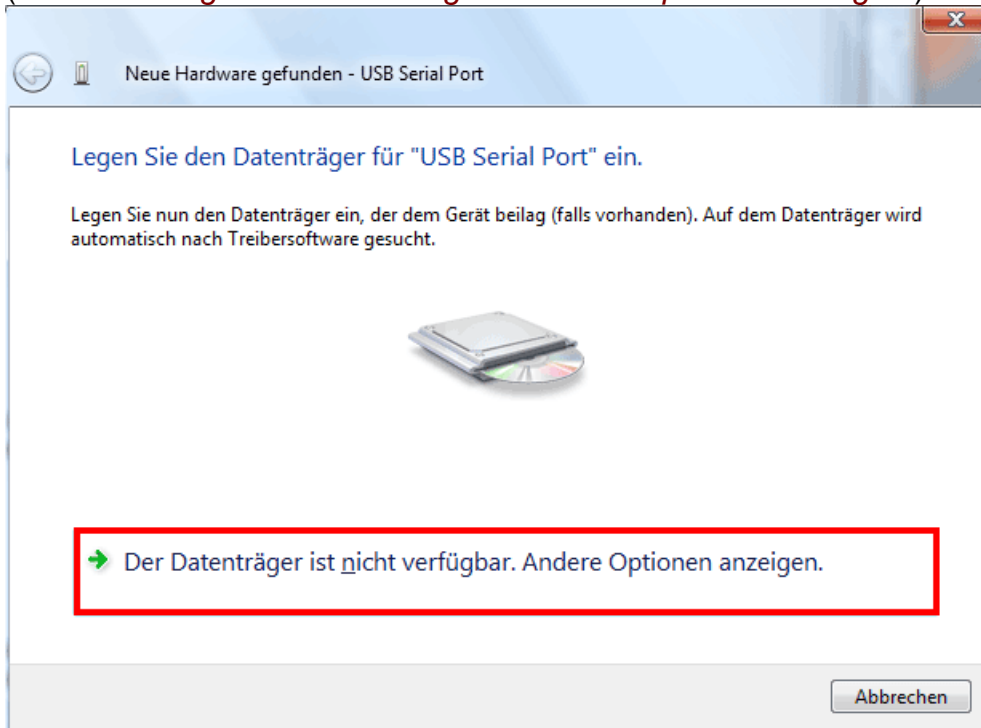 Neue Hardware gefunden - USB Serial Port
Legen Sie den Datenträger für "USB Serial Port" ein.
Legen Sie nun den Datenträger ein, der dem Gerät beilag (falls vorhanden). Auf dem Datenträger wird
automatisch nach Treibersoftware gesucht.
Der Datenträger ist nicht verfügbar. Andere Optionen anzeigen.
Abbrechen